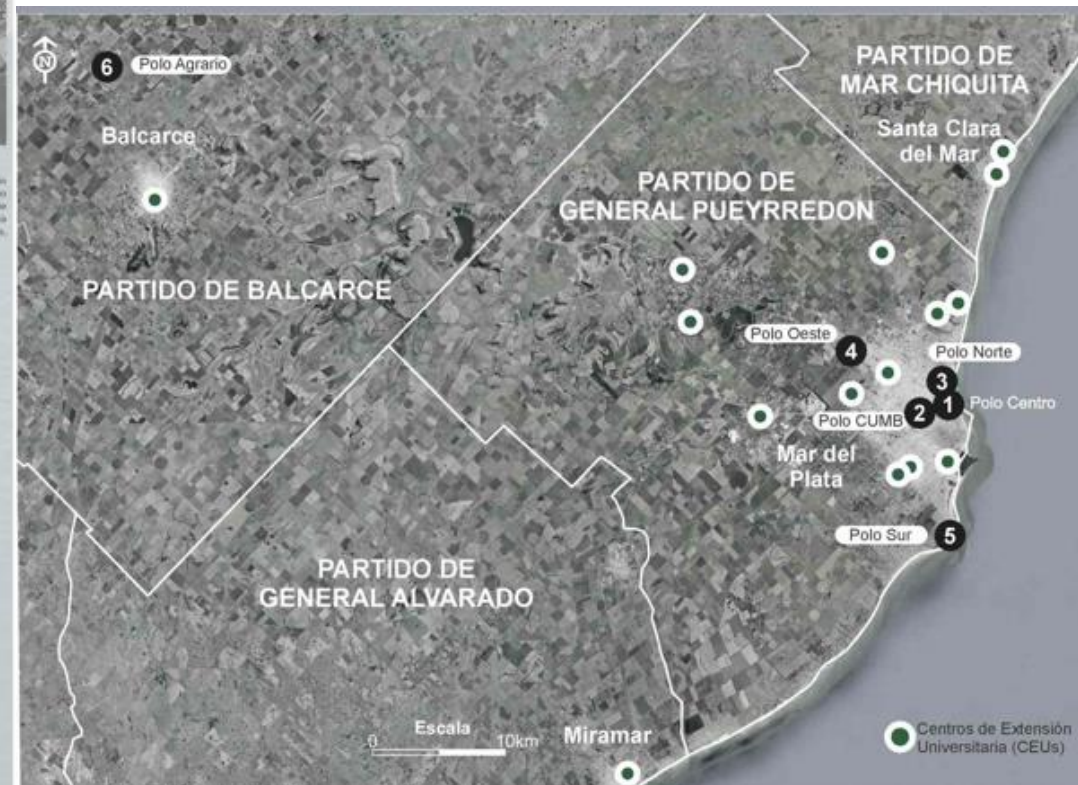 N
6 Polo Agrario
Balcarce
PARTIDO DE
MAR CHIQUITA
Santa Clara
del Mar
PARTIDO DE
GENERAL PUEYRREDON
PARTIDO DE BALCARCE
Polo Oeste 4
Polo Norte
3
1 Polo Centro
Polo CUMB 2
Mar del
Plata
Polo Sur 5
PARTIDO DE
GENERAL ALVARADO
Escala
0 10km
Miramar
Centros de Extensión
Universitaria (CEUs)